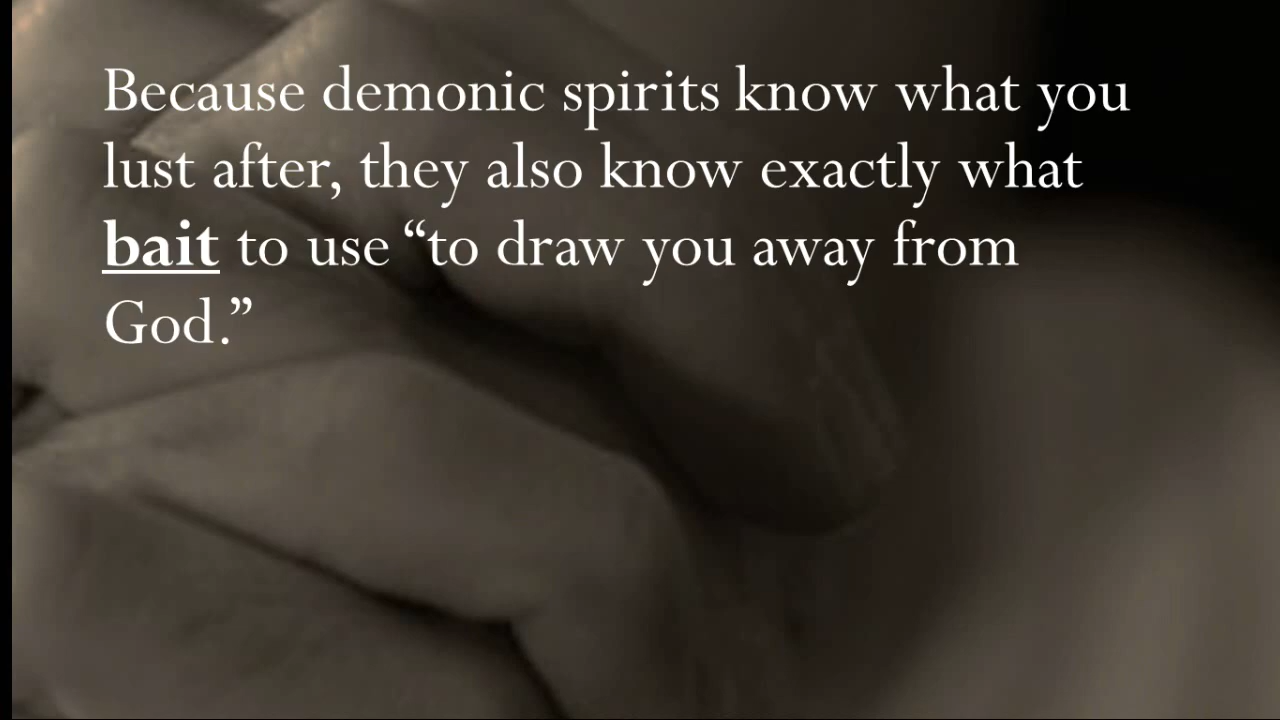 Because demonic spirits know what you
lust after, they also know exactly what
bait to use “to draw you away from
God.”